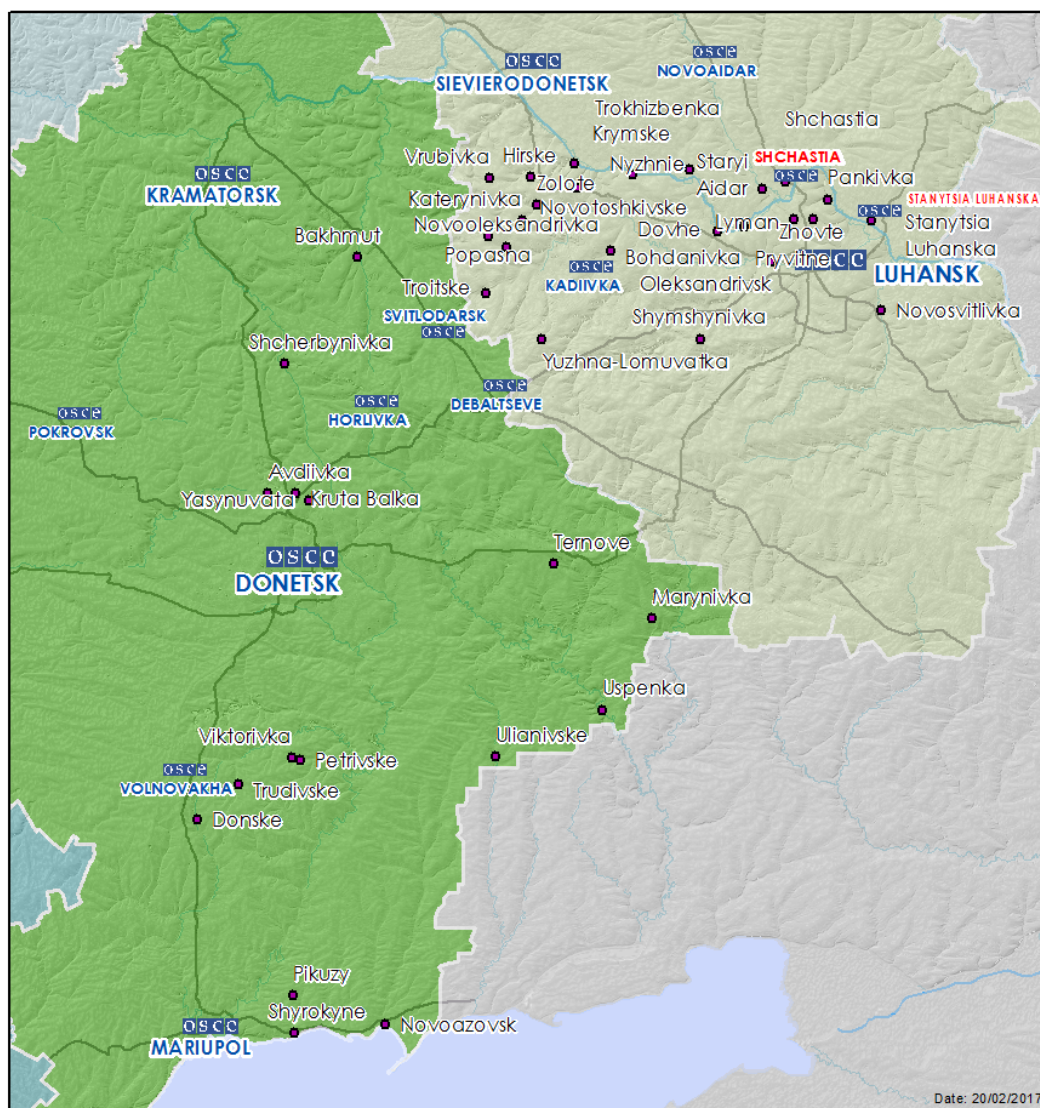 osce
SIEVIERODONETSK
osce
NOVOAIDAR
Trokhizbenka
Krymske
Shchastia
Vrubivka
Hirske
Nyzhnie
Staryi
Aidar
SHCHASTIA
osce
Pankivka
osce
KRAMATORSK
Zolote
Katerynivka
Novotoshkivske
Novooleksandrivka
Dovhe
Lyman
Zhovte
STANYTSIA LUHANSKA
osce
Stanytsia
Luhanska
Bakhmut
Popasna
Bohdanivka
Pryvitne
LUHANSK
osce
KADIIVKA
Oleksandrivsk
Troitske
SVITLODARSK
osce
Shymshynivka
Novosvitlivka
Shcherbynivka
Yuzhna-Lomuvatka
osce
DEBALTSEVE
osce
HORLIVKA
osce
POKROVSK
Avdiivka
Yasynuvata
Kruta Balka
osce
DONETSK
Ternove
Marynivka
Uspenka
Viktorivka
Petrivske
Ulianivske
osce
VOLNOVAKHA
Trudivske
Donske
Pikuzy
Shyrokyne
osce
MARIUPOL
Novoazovsk
Date: 20/02/2017